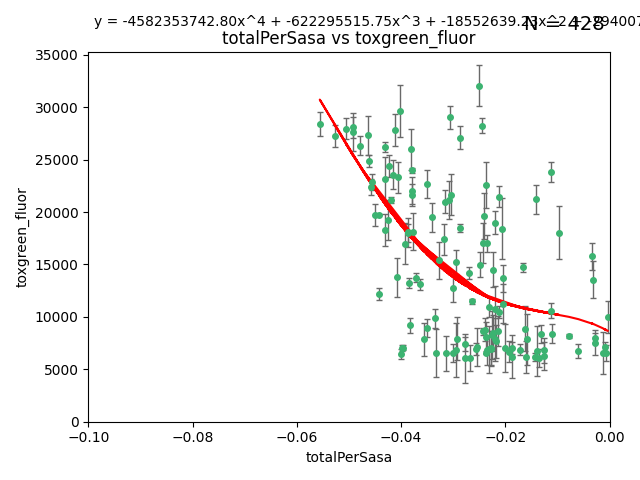 y = -4582353742.80x^4 + -622295515.75x^3 + -18552639.
N = 428
totalPerSasa vs toxgreen_fluor
35000
30000
25000
20000
15000
10000
5000
0
toxgreen_fluor
−0.10
−0.08
−0.06
−0.04
−0.02
0.00
totalPerSasa